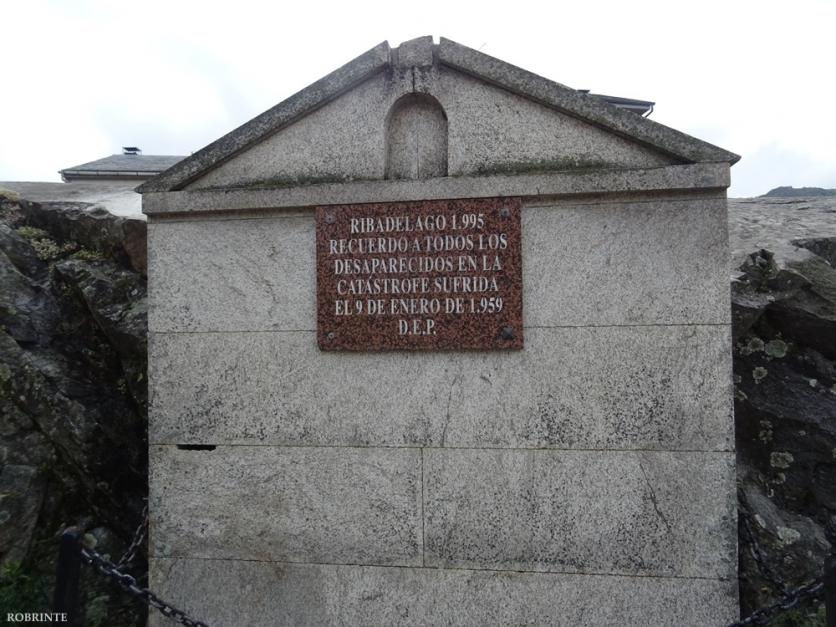 RIBADELAGO 1.995
RECUERDO A TODOS LOS
DESAPARECIDOS EN LA
CATÁSTROFE SUFRIDA
EL 9 DE ENERO DE 1.959
D.E.P.
ROBRINTE